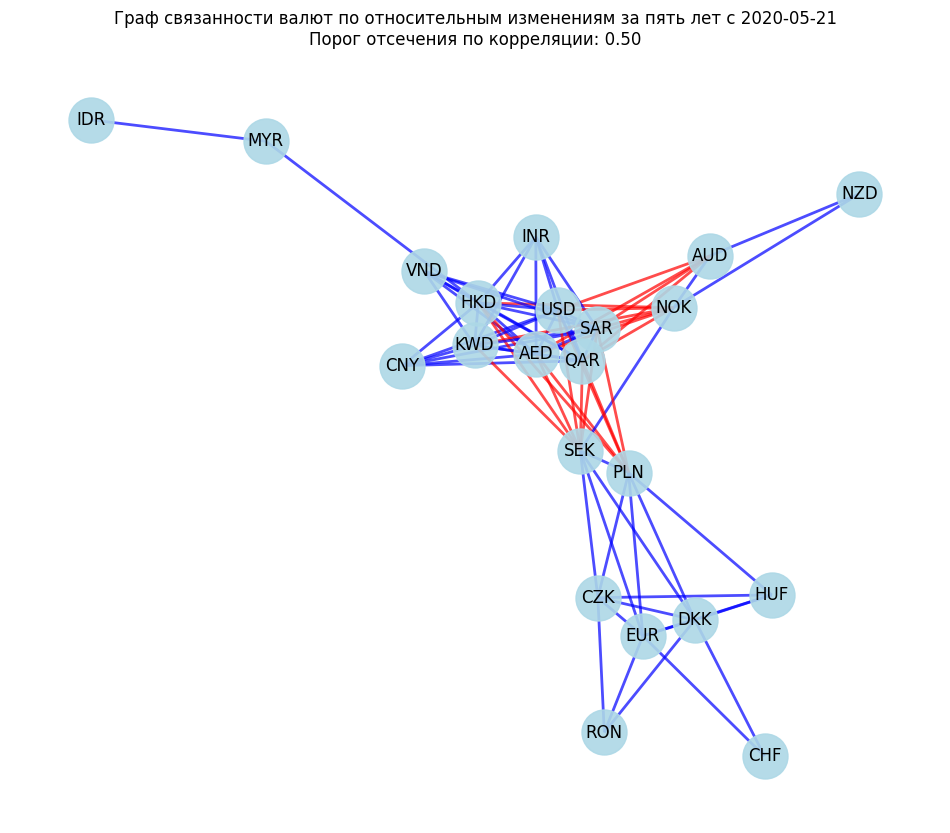 Граф связанности валют по относительным изменениям за пять лет с 2020-05-21
Порог отсечения по корреляции: 0.50
IDR
MYR
NZD
INR
AUD
VND
HKD
USD
NOK
SAR
KWD
AED
QAR
CNY
SEK
PLN
CZK
HUF
DKK
EUR
RON
CHF